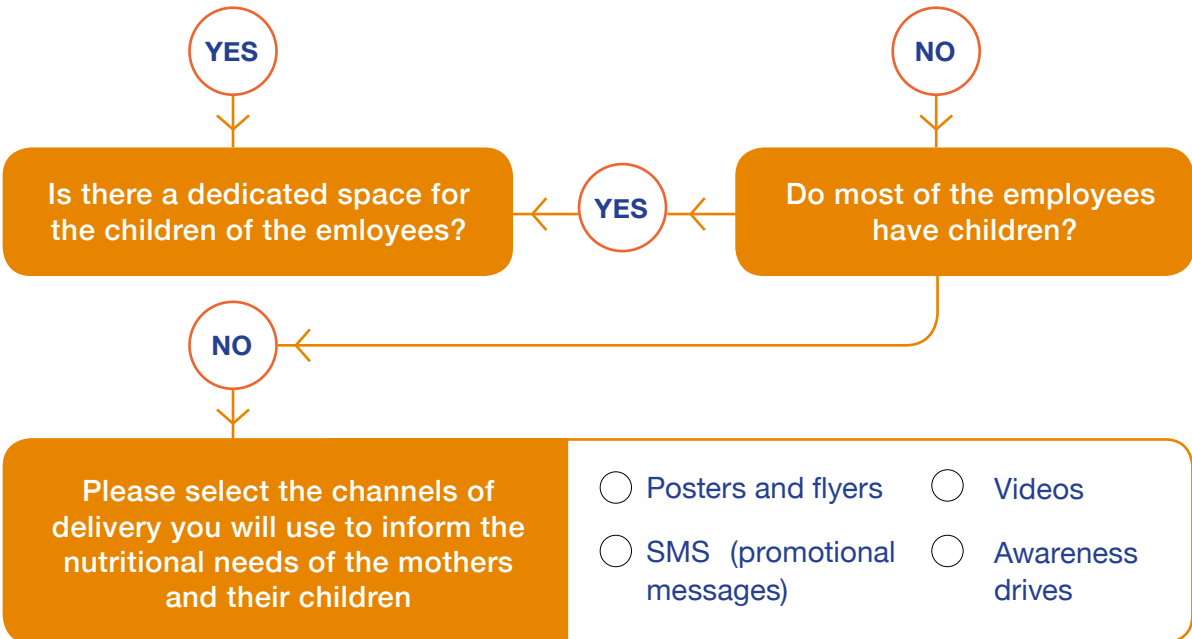 YES
NO
Is there a dedicated space for
the children of the emloyees?
YES
Do most of the employees
have children?
NO
Please select the channels of
delivery you will use to inform the
nutritional needs of the mothers
and their children
Posters and flyers
Videos
SMS (promotional
messages)
Awareness
drives